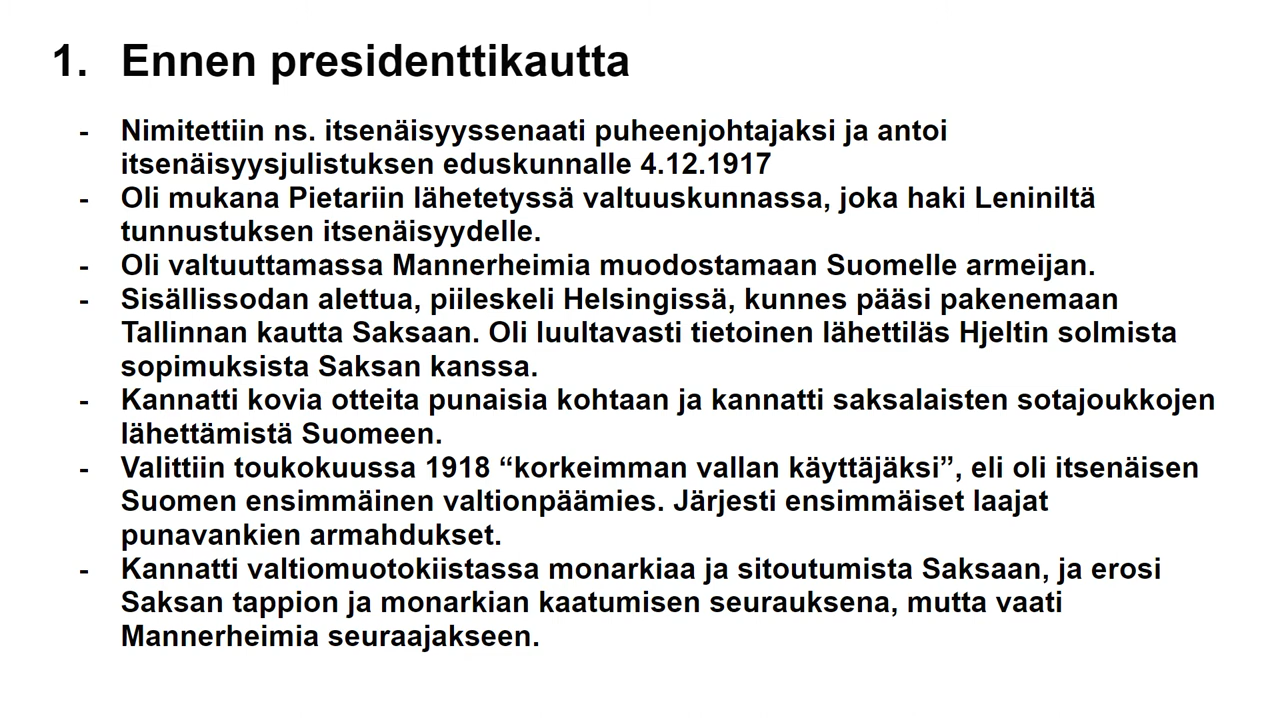 1. Ennen presidenttikautta
- Nimitettiin ns. itsenäisyyssenaati puheenjohtajaksi ja antoi
itsenäisyysjulistuksen eduskunnalle 4.12.1917
- Oli mukana Pietariin lähetetyssä valtuuskunnassa, joka haki Leniniltä
tunnustuksen itsenäisyydelle.
- Oli valtuuttamassa Mannerheimia muodostamaan Suomelle armeijan.
- Sisällissodan alettua, piileskeli Helsingissä, kunnes pääsi pakenemaan
Tallinnan kautta Saksaan. Oli luultavasti tietoinen lähettiläs Hjeltin solmista
sopimuksista Saksan kanssa.
- Kannatti kovia otteita punaisia kohtaan ja kannatti saksalaisten sotajoukkojen
lähettämistä Suomeen.
- Valittiin toukokuussa 1918 “korkeimman vallan käyttäjäksi”, eli oli itsenäisen
Suomen ensimmäinen valtionpäämies. Järjesti ensimmäiset laajat
punavankien armahdukset.
- Kannatti valtiomuotokiistassa monarkiaa ja sitoutumista Saksaan, ja erosi
Saksan tappion ja monarkian kaatumisen seurauksena, mutta vaati
Mannerheimia seuraajakseen.